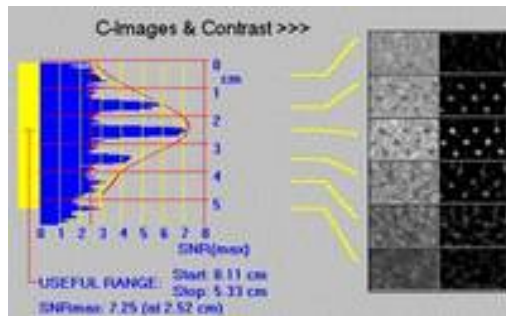 C-Images & Contrast >>>
0
cm
1
2
3
4
5
0 1 2 3 4 5 6 7 8
SNR(max)
USEFUL RANGE: Start: 0.11 cm
Stop: 5.33 cm
SNRmax: 7.25 (at 2.52 cm)